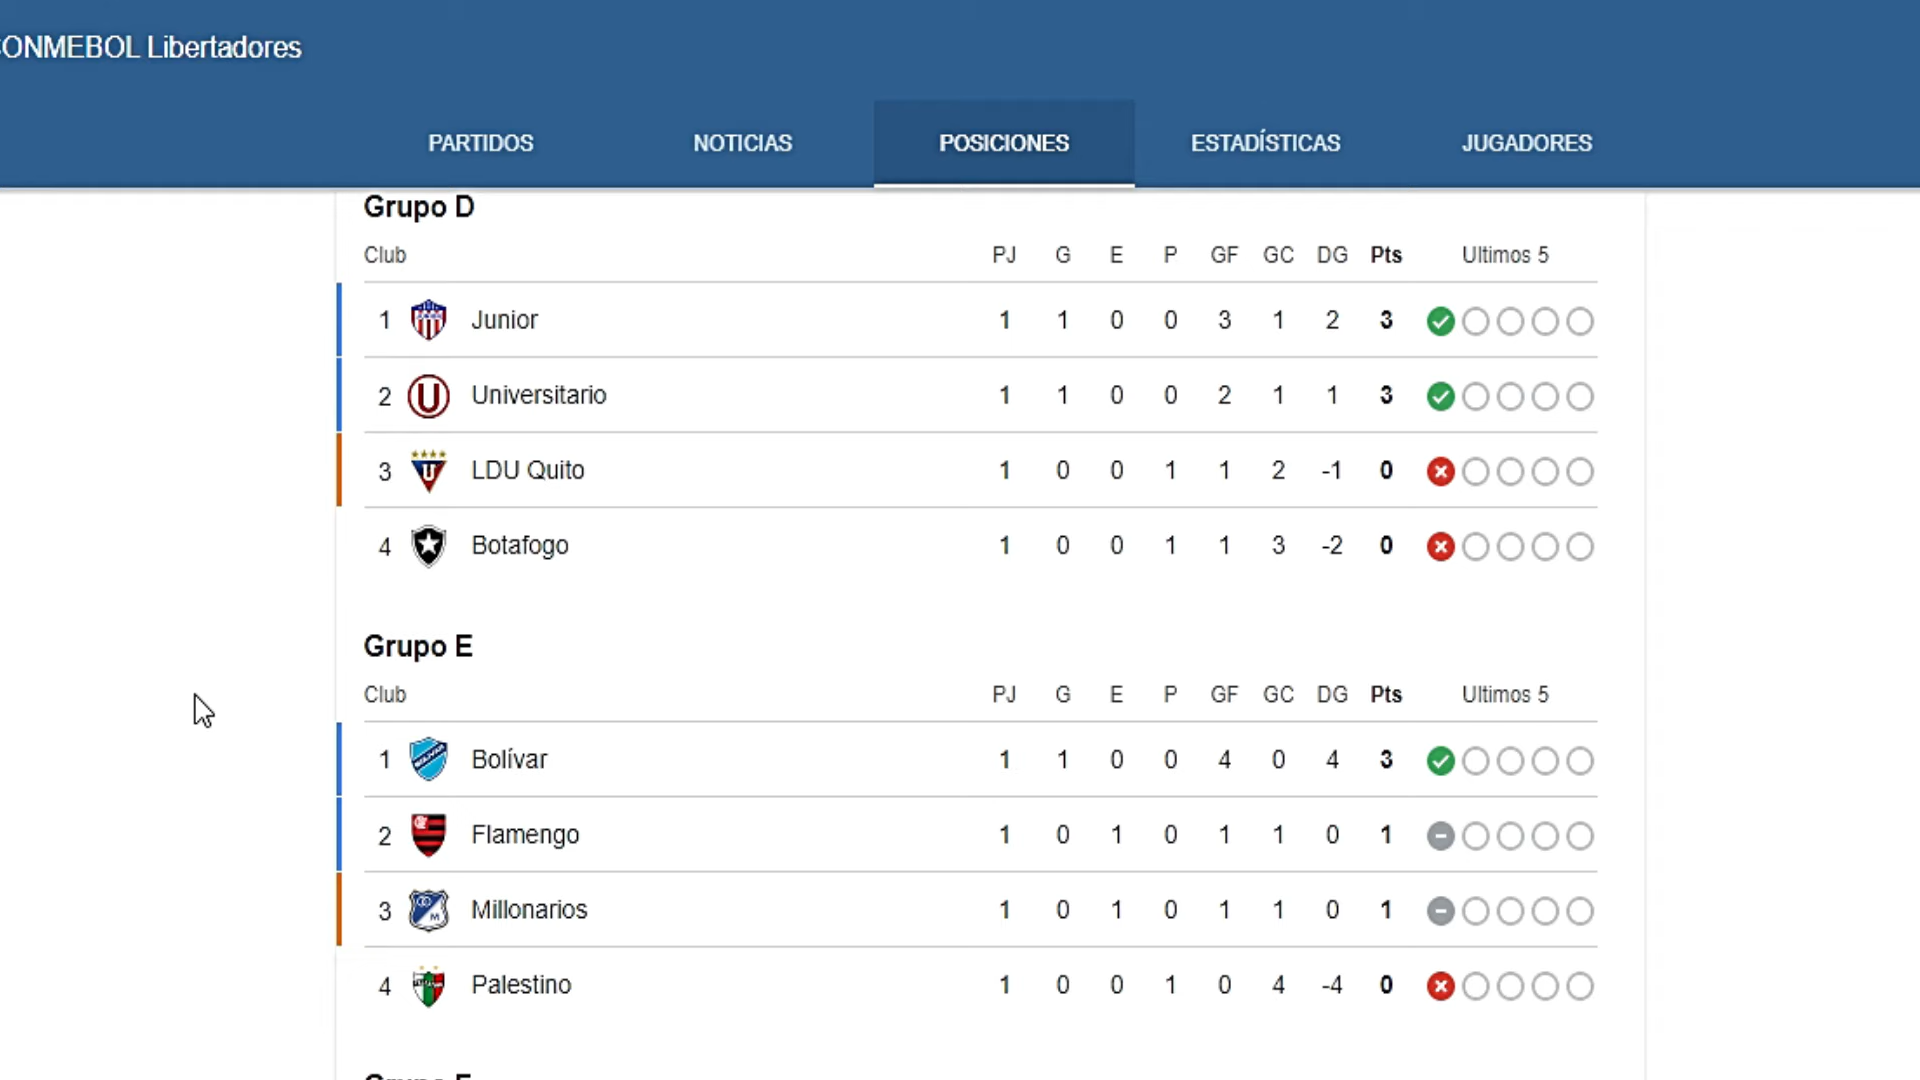 CONMEBOL Libertadores
PARTIDOS NOTICIAS POSICIONES ESTADÍSTICAS JUGADORES
Grupo D
Club PJ G E P GF GC DG Pts Ultimos 5
1 Junior 1 1 0 0 3 1 2 3
2 Universitario 1 1 0 0 2 1 1 3
3 LDU Quito 1 0 0 1 1 2 -1 0
4 Botafogo 1 0 0 1 1 3 -2 0
Grupo E
Club PJ G E P GF GC DG Pts Ultimos 5
1 Bolívar 1 1 0 0 4 0 4 3
2 Flamengo 1 0 1 0 1 1 0 1
3 Millonarios 1 0 1 0 1 1 0 1
4 Palestino 1 0 0 1 0 4 -4 0